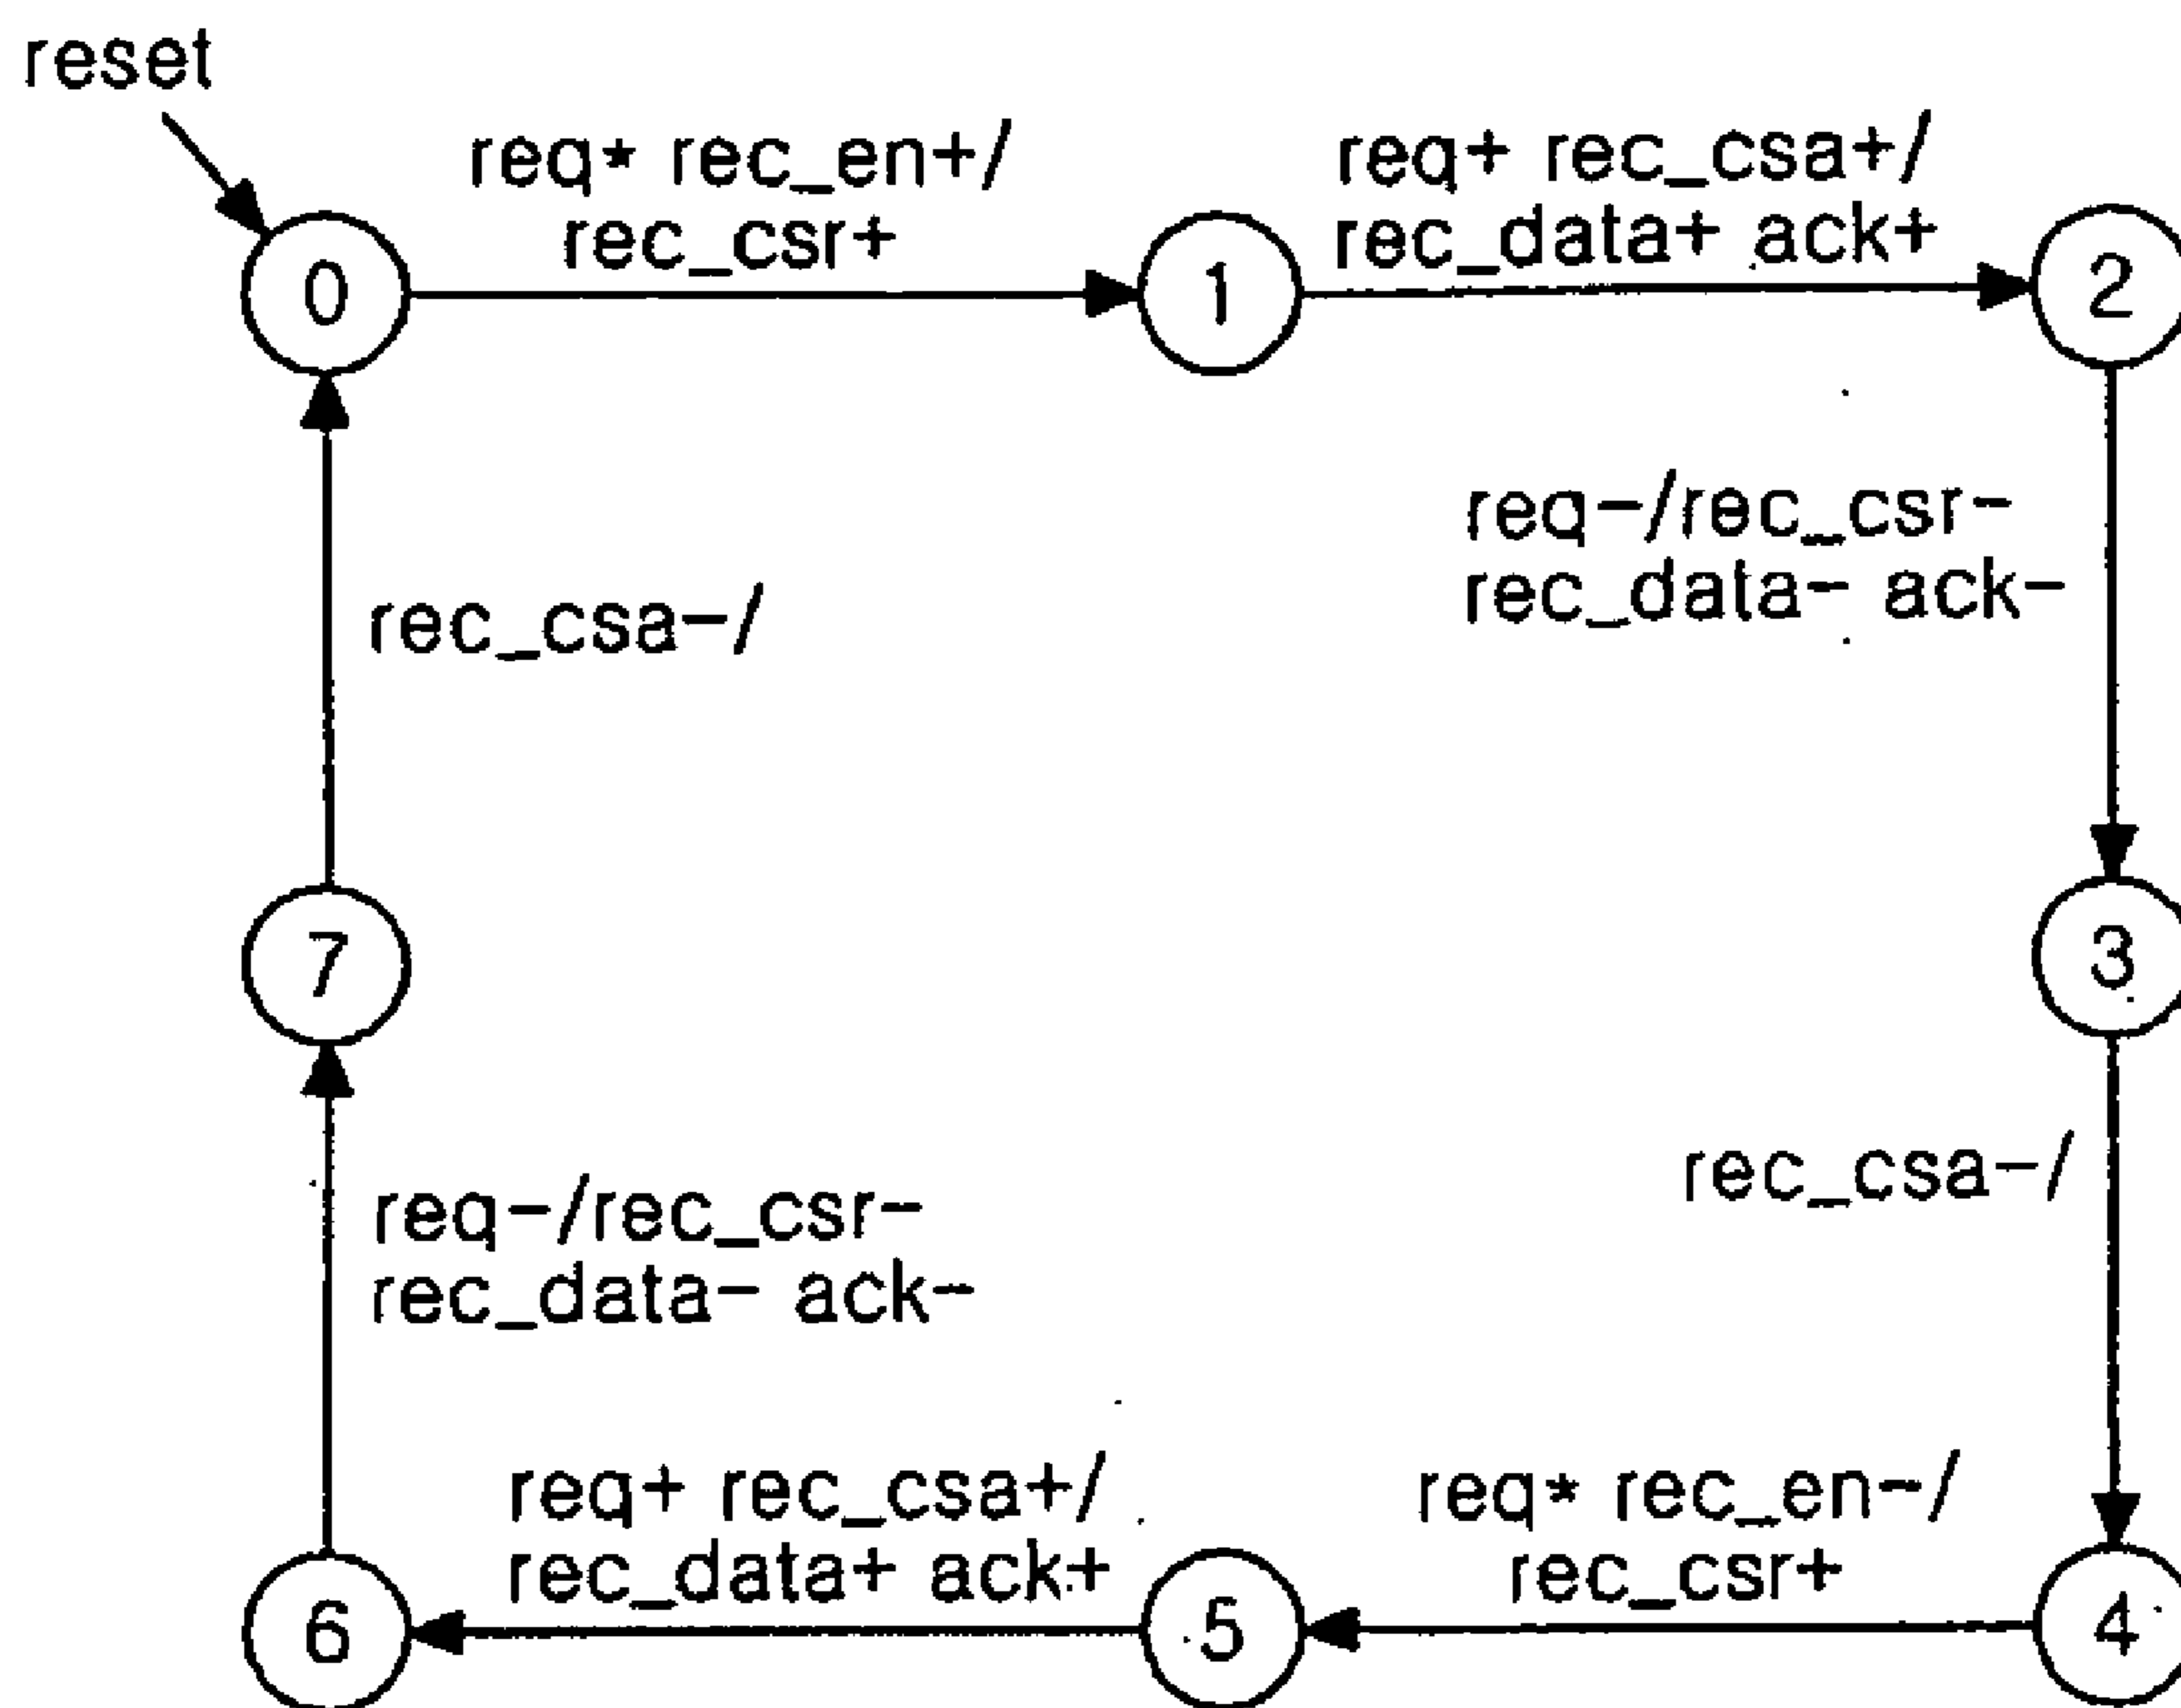 reset
req* rec_en+/
rec_csr+
req+ rec_csa+/
rec_data+ ack+
0
1
2
req-/rec_csr-
rec_data- ack-
rec_csa-/
7
3
rec_csa-/
req-/rec_csr-
rec_data- ack-
req+ rec_csa+/
rec_data+ ack+
req* rec_en-/
rec_csr+
6
5
4